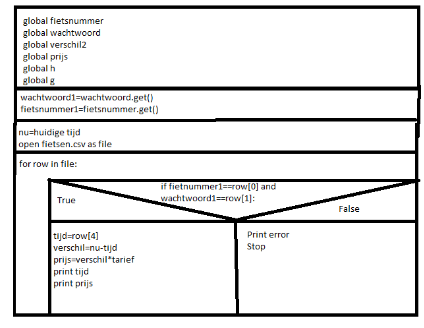 global fietsnummer
global wachtwoord
global verschil2
global prijs
global h
global g
wachtwoord1=wachtwoord.get()
fietsnummer1=fietsnummer.get()
nu=huidige tijd
open fietsen.csv as file
for row in file:
if fietnummer1==row[0] and
wachtwoord1==row[1]:
True
False
tijd=row[4]
verschil=nu-tijd
prijs=verschil*tarief
print tijd
print prijs
Print error
Stop